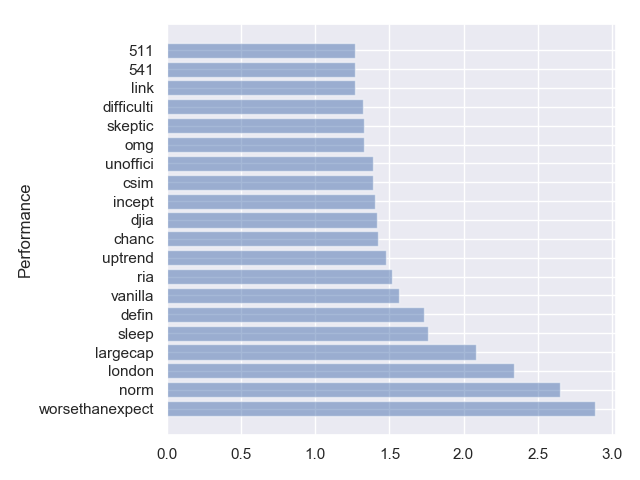 Performance
511
541
link
difficulti
skeptic
omg
unoffici
csim
incept
djia
chanc
uptrend
ria
vanilla
defin
sleep
largecap
london
norm
worsethanexpect
0.0 0.5 1.0 1.5 2.0 2.5 3.0